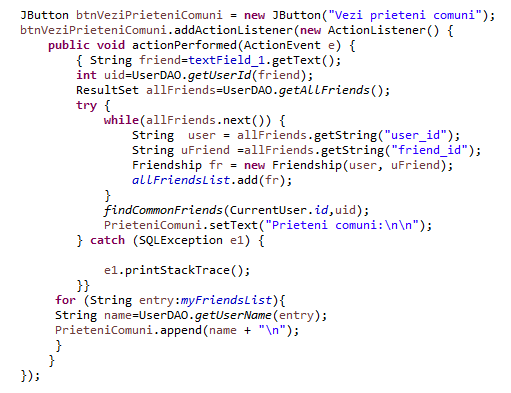 JButton btnVeziPrieteniComuni = new JButton("Vezi prieteni comuni");
btnVeziPrieteniComuni.addActionListener(new ActionListener() {
    public void actionPerformed(ActionEvent e) {
        { String friend=textField_1.getText();
        int uid=UserDAO.getUserId(friend);
        ResultSet allFriends=UserDAO.getAllFriends();
        try {
            while(allFriends.next()) {
                String  user = allFriends.getString("user_id");
                String uFriend =allFriends.getString("friend_id");
                Friendship fr = new Friendship(user, uFriend);
                allFriendsList.add(fr);
            }
            findCommonFriends(CurrentUser.id,uid);
            PrieteniComuni.setText("Prieteni comuni:\n\n");
        } catch (SQLException e1) {
            e1.printStackTrace();
        }}
     for (String entry:myFriendsList){
     String name=UserDAO.getUserName(entry);
     PrieteniComuni.append(name + "\n");
     }
    }
});